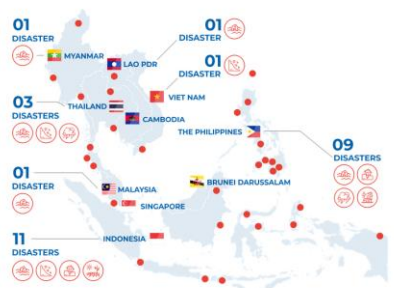 01
DISASTER
MYANMAR
01
DISASTER
LAO PDR
01
DISASTER
VIET NAM
03
DISASTERS
THAILAND
CAMBODIA
THE PHILIPPINES
09
DISASTERS
01
DISASTER
MALAYSIA
BRUNEI DARUSSALAM
SINGAPORE
11
DISASTERS
INDONESIA